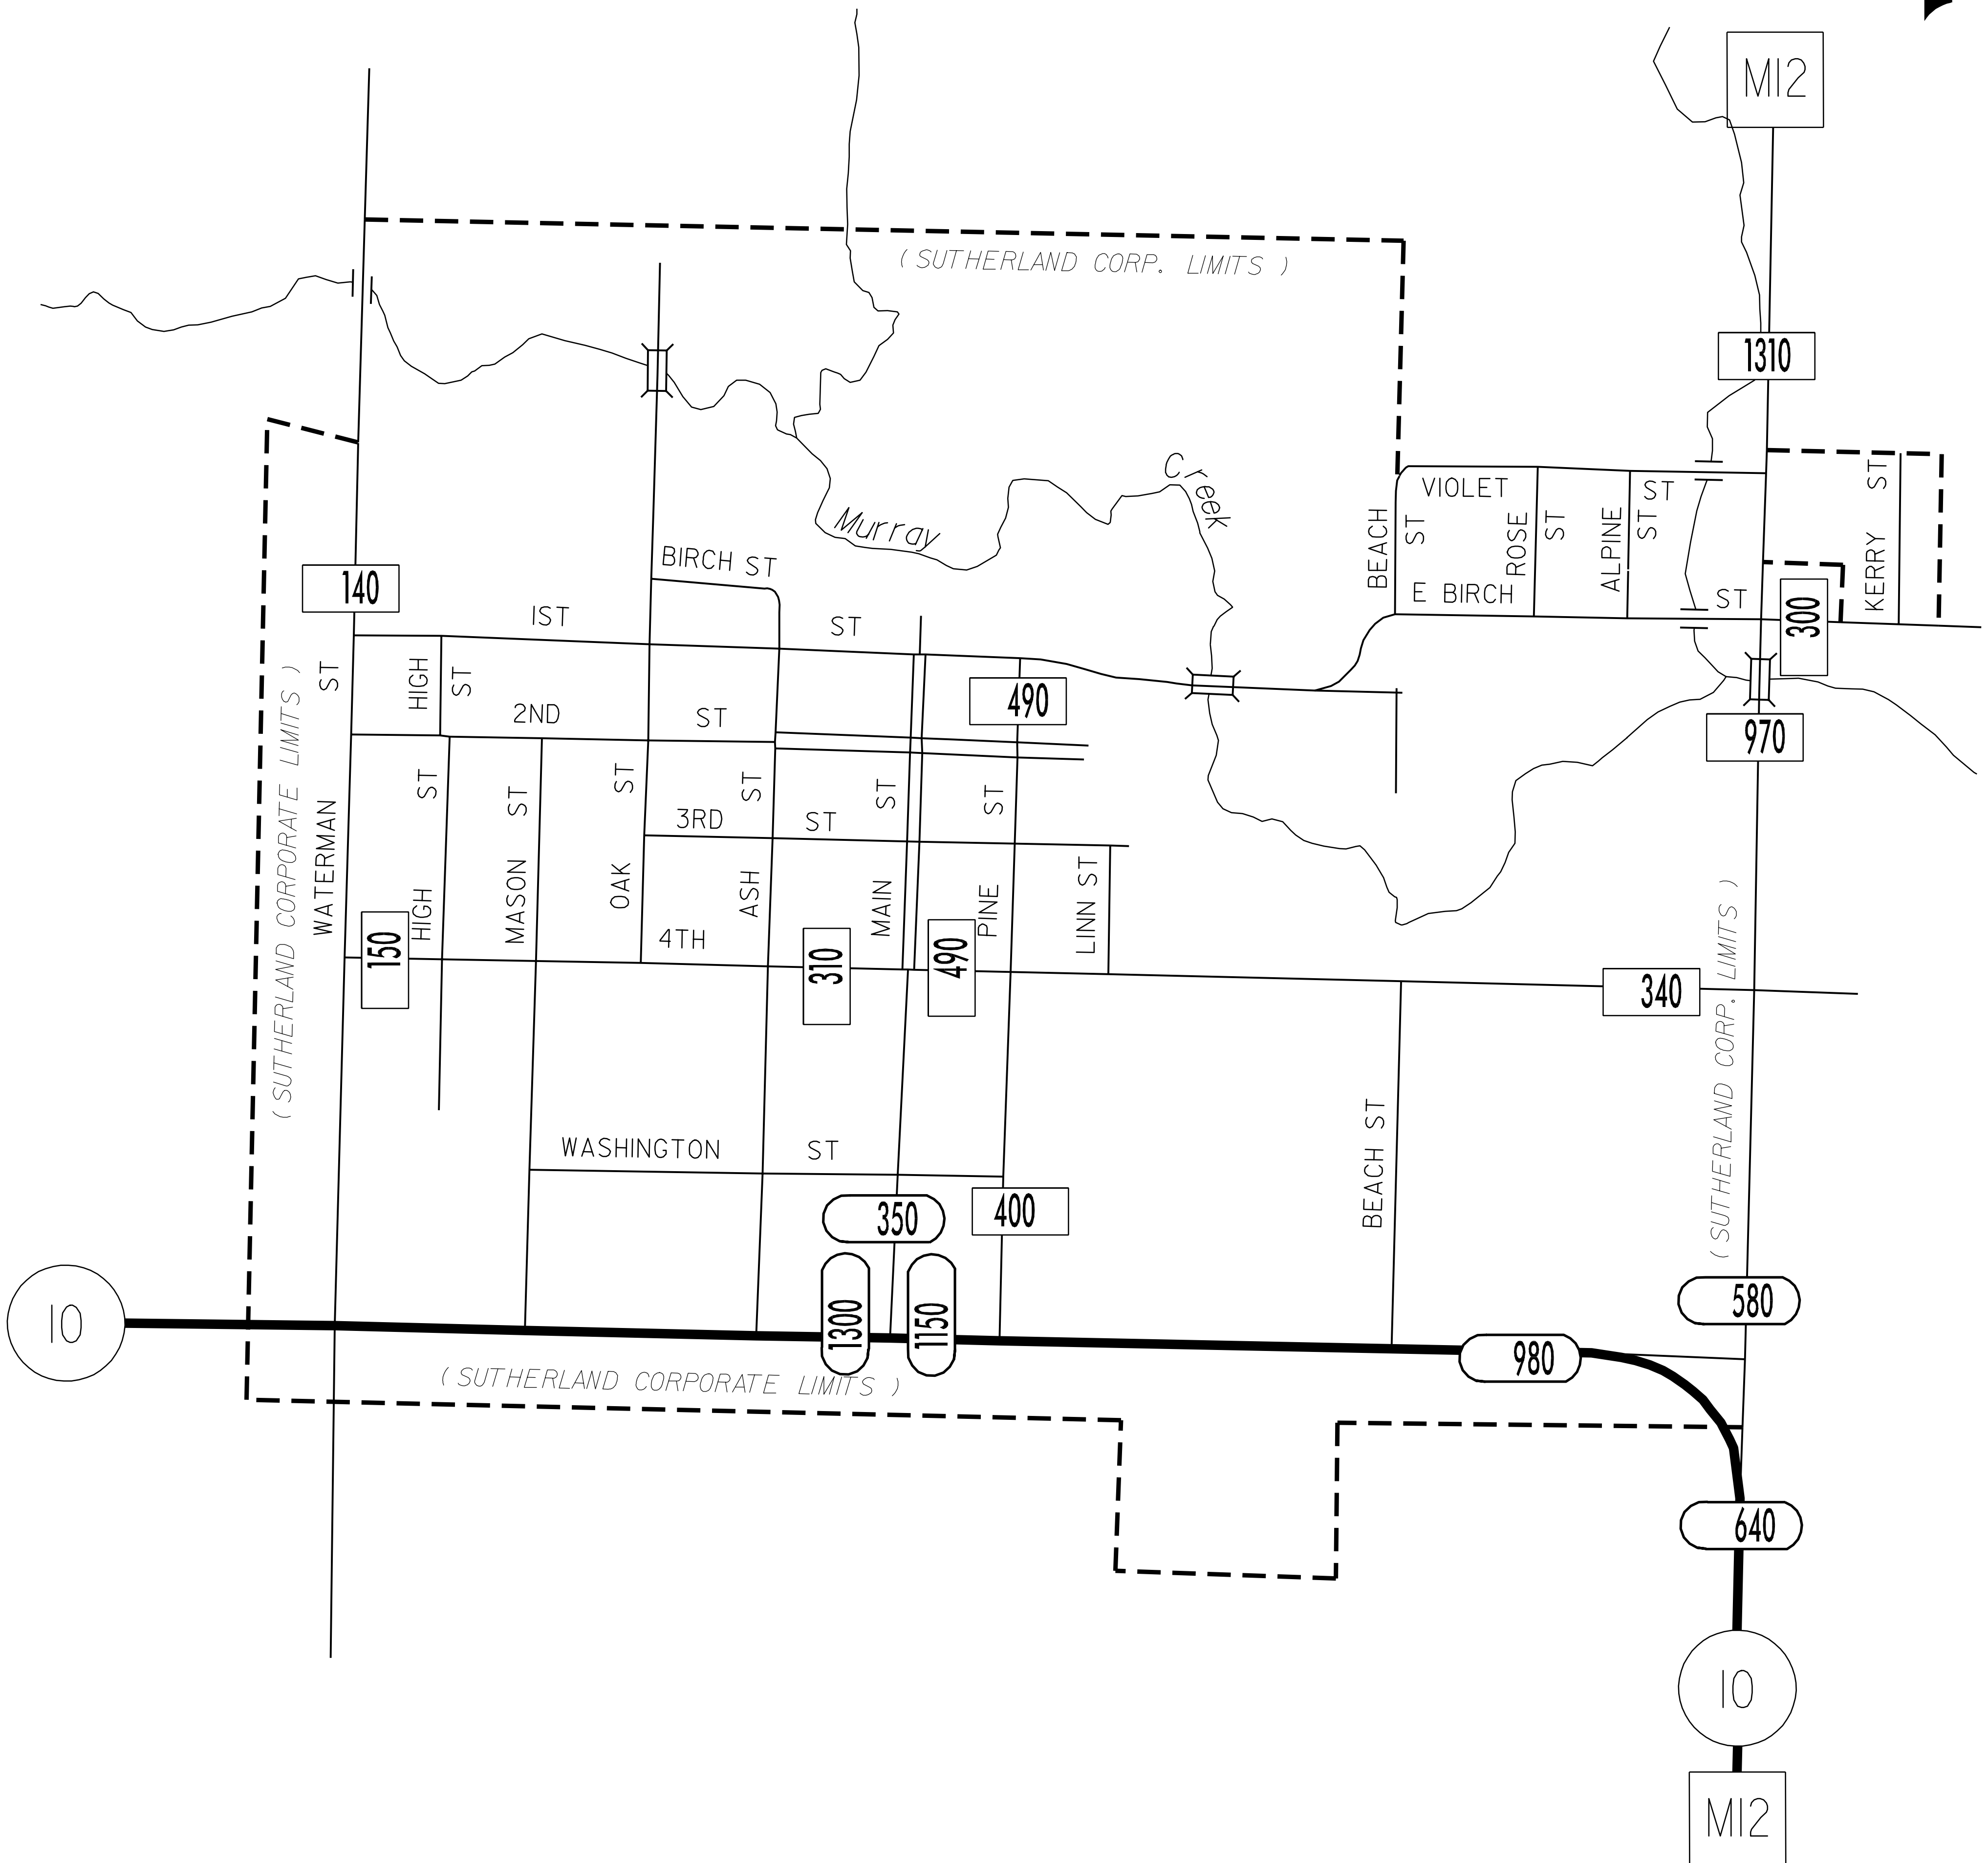 M12
( SUTHERLAND CORP. LIMITS )
1310
Creek
Murray
VIOLET ST
BEACH ST
ROSE ST
ALPINE ST
KERRY ST
E BIRCH ST
300
BIRCH ST
140
1ST ST
HIGH ST
WATERMAN ST
( SUTHERLAND CORPORATE LIMITS )
490
970
2ND ST
HIGH ST
MASON ST
OAK ST
ASH ST
MAIN ST
PINE ST
3RD ST
LINN ST
4TH
150
310
490
340
( SUTHERLAND CORP. LIMITS )
BEACH ST
WASHINGTON ST
350
400
1300
1150
580
10
980
( SUTHERLAND CORPORATE LIMITS )
640
10
M12